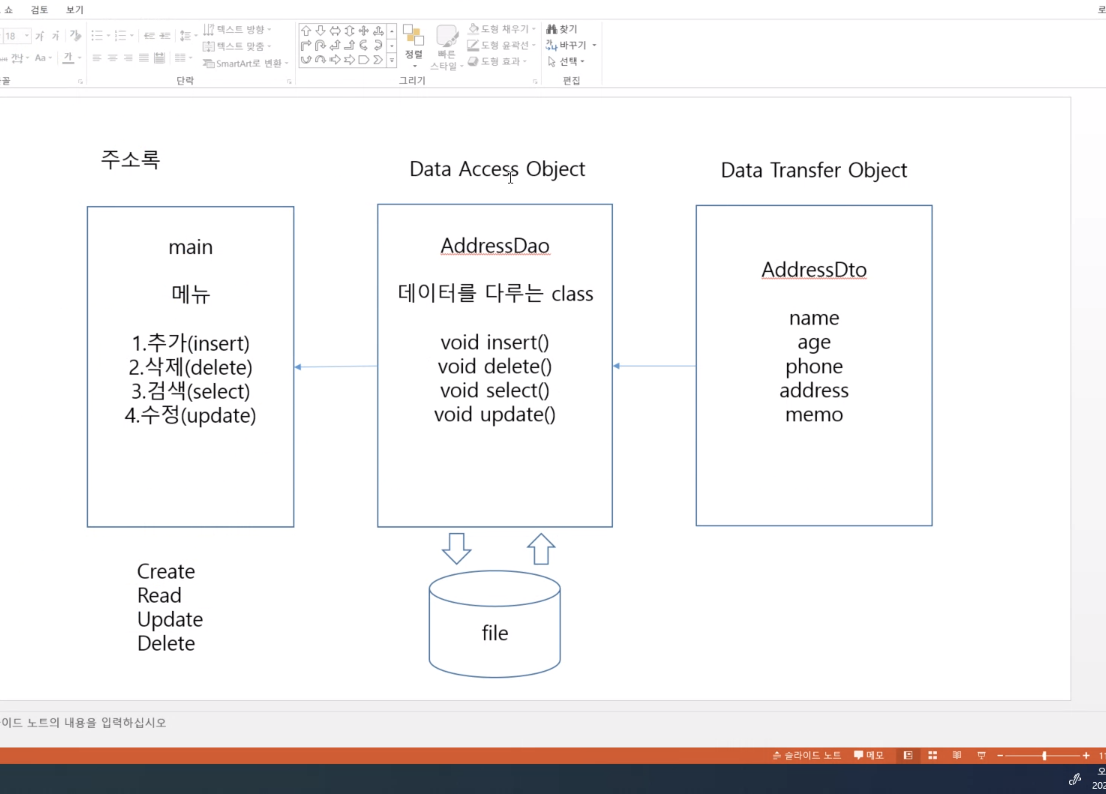 쇼 검토 보기
18
텍스트 방향
텍스트 맞춤
SmartArt로 변환
단락
정렬
빠른
스타일
도형 채우기
도형 윤곽선
도형 효과
그리기
찾기
바꾸기
선택
편집
주소록
Data Access Object
Data Transfer Object
main
메뉴
1.추가(insert)
2.삭제(delete)
3.검색(select)
4.수정(update)
AddressDao
데이터를 다루는 class
void insert()
void delete()
void select()
void update()
AddressDto
name
age
phone
address
memo
Create
Read
Update
Delete
file
노트의 내용을 입력하십시오
슬라이드 노트 메모